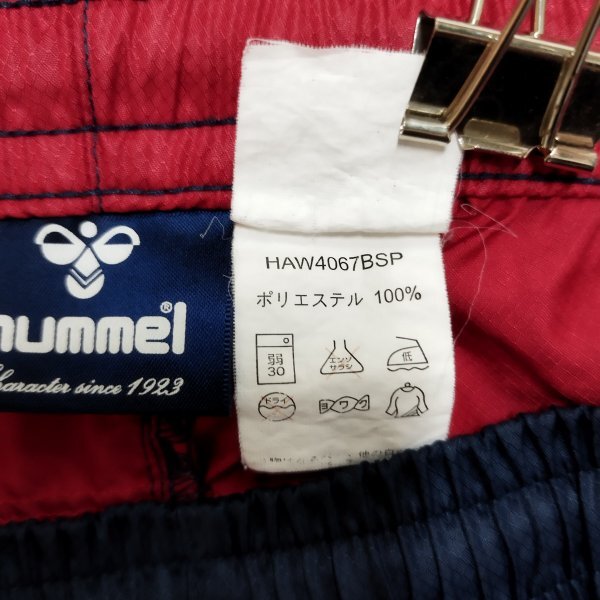 HAW4067BSP
ポリエステル 100%
弱
30
エンソ
サラシ
低
ドライ
ヨワク
hummel®
Character since 1923